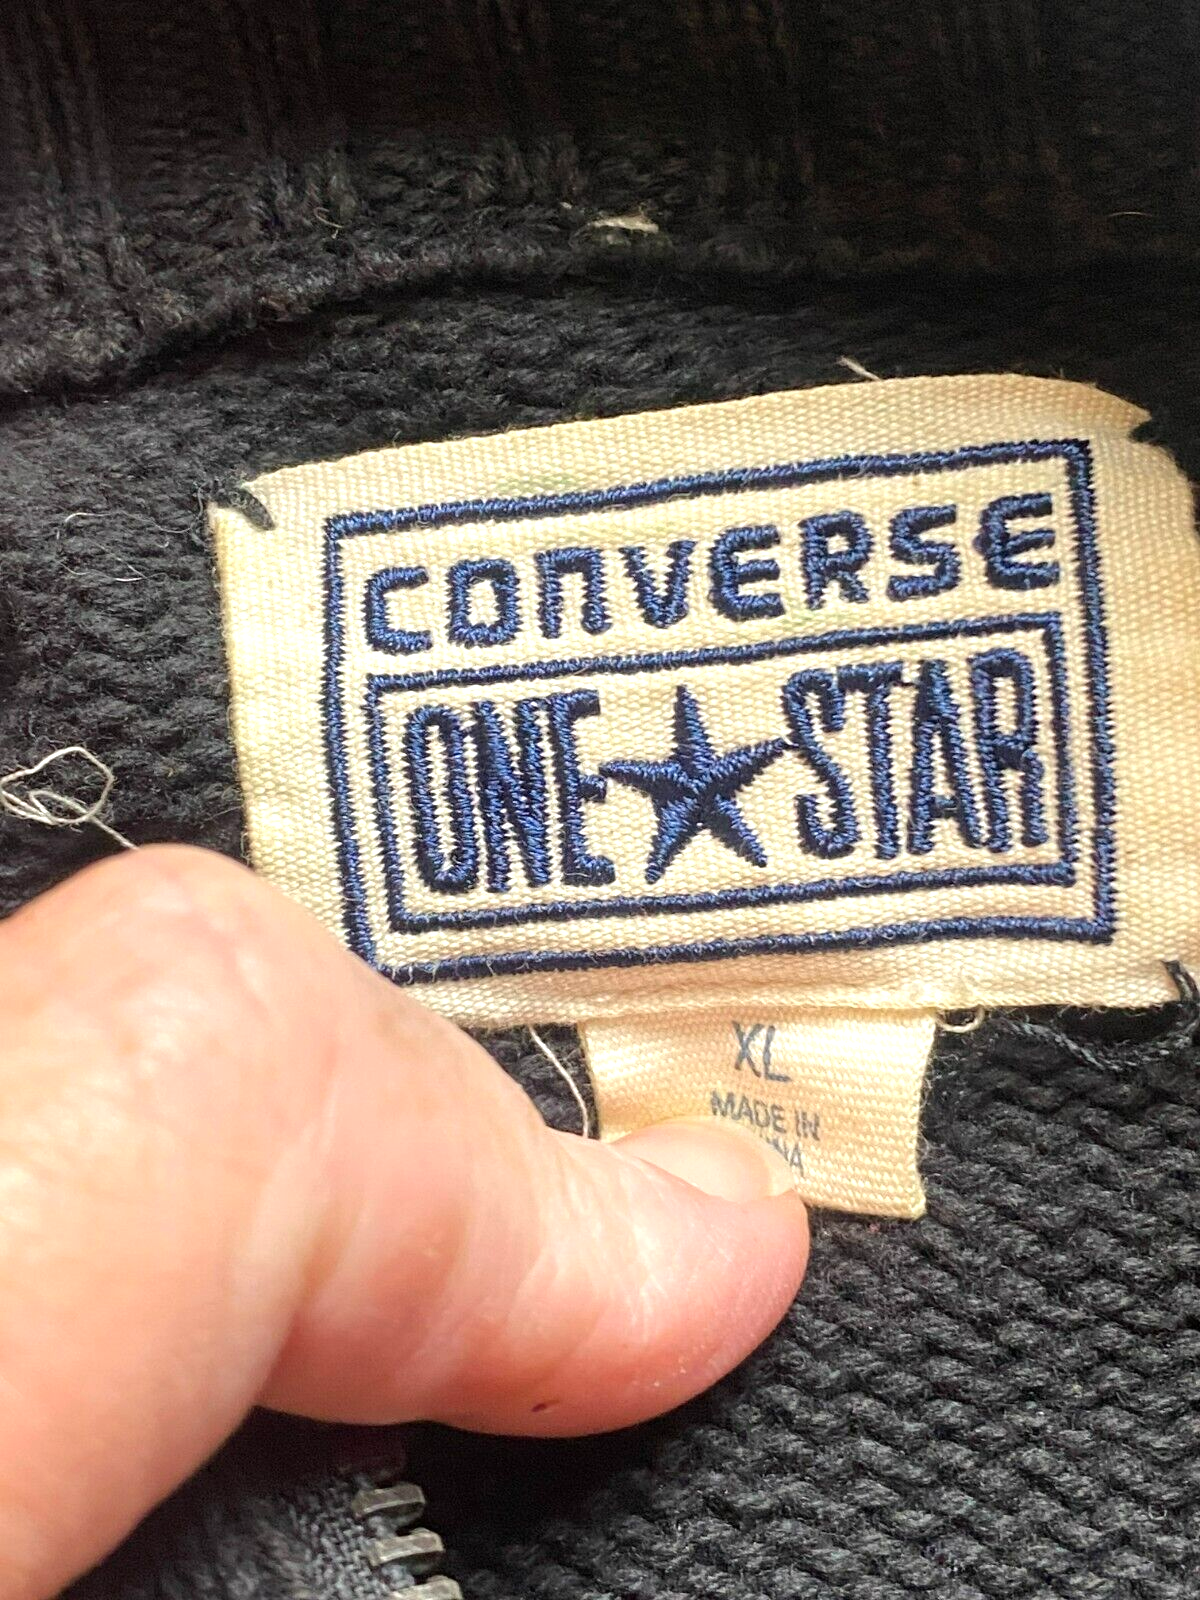 CONVERSE
ONE STAR
XL
MADE IN